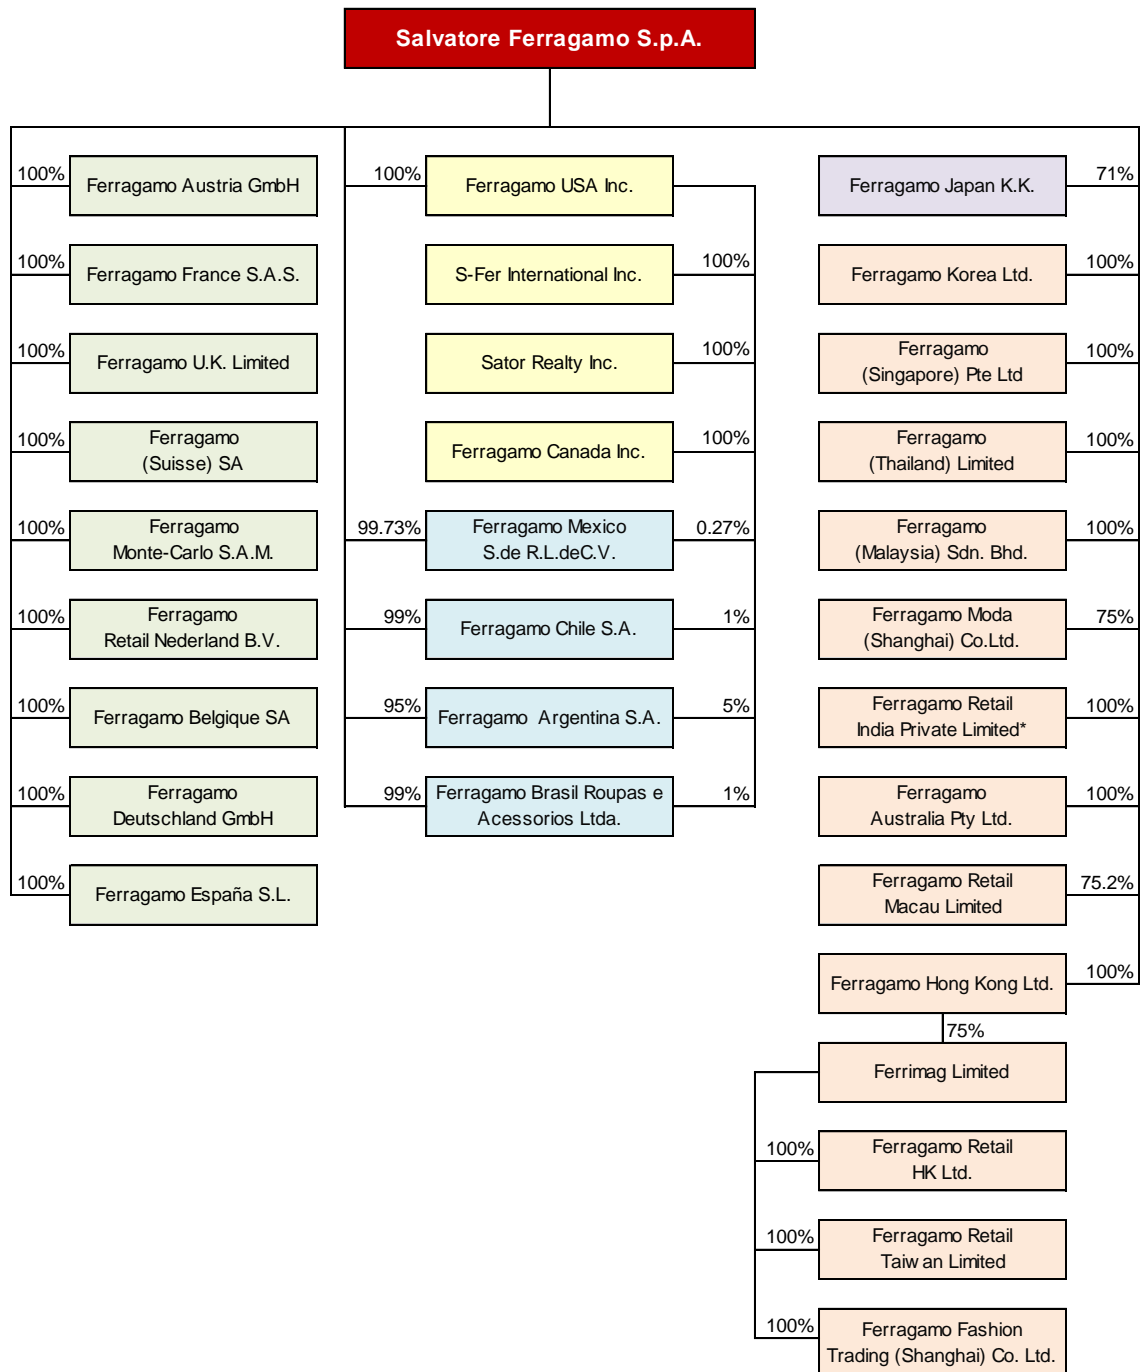 Salvatore Ferragamo S.p.A.
100%
Ferragamo Austria GmbH
100%
Ferragamo USA Inc.
Ferragamo Japan K.K.
71%
100%
Ferragamo France S.A.S.
S-Fer International Inc.
100%
Ferragamo Korea Ltd.
100%
100%
Ferragamo U.K. Limited
Sator Realty Inc.
100%
Ferragamo
(Singapore) Pte Ltd
100%
100%
Ferragamo
(Suisse) SA
Ferragamo Canada Inc.
100%
Ferragamo
(Thailand) Limited
100%
100%
Ferragamo
Monte-Carlo S.A.M.
99.73%
Ferragamo Mexico
S.de R.L.deC.V.
0.27%
Ferragamo
(Malaysia) Sdn. Bhd.
100%
100%
Ferragamo
Retail Nederland B.V.
99%
Ferragamo Chile S.A.
1%
Ferragamo Moda
(Shanghai) Co.Ltd.
75%
100%
Ferragamo Belgique SA
95%
Ferragamo Argentina S.A.
5%
Ferragamo Retail
India Private Limited*
100%
100%
Ferragamo
Deutschland GmbH
99%
Ferragamo Brasil Roupas e
Acessorios Ltda.
1%
Ferragamo
Australia Pty Ltd.
100%
100%
Ferragamo España S.L.
Ferragamo Retail
Macau Limited
75.2%
Ferragamo Hong Kong Ltd.
100%
75%
Ferrimag Limited
100%
Ferragamo Retail
HK Ltd.
100%
Ferragamo Retail
Taiwan Limited
100%
Ferragamo Fashion
Trading (Shanghai) Co. Ltd.